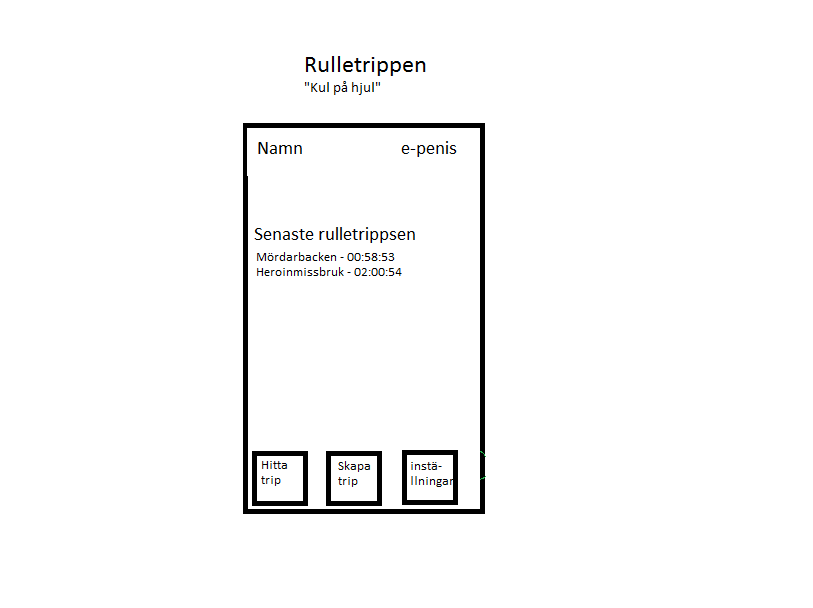 Rulletrippen
"Kul på hjul"
Namn e-penis
Senaste rulletrippsen
Mördarbacken - 00:58:53
Heroinmissbruk - 02:00:54
Hitta
trip
Skapa
trip
instä-
llningar